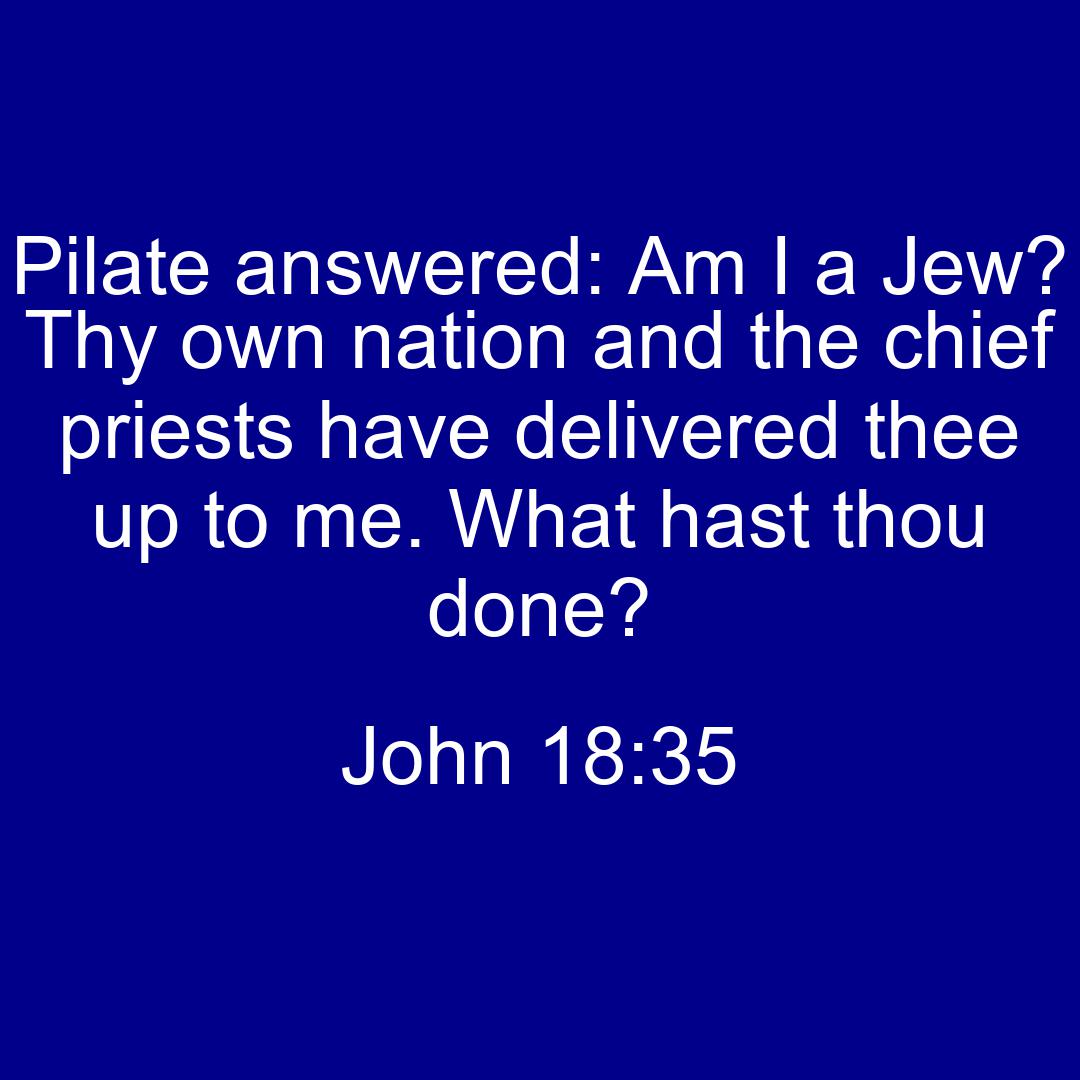 Pilate answered: Am I a Jew?
Thy own nation and the chief
priests have delivered thee
up to me. What hast thou
done?
John 18:35